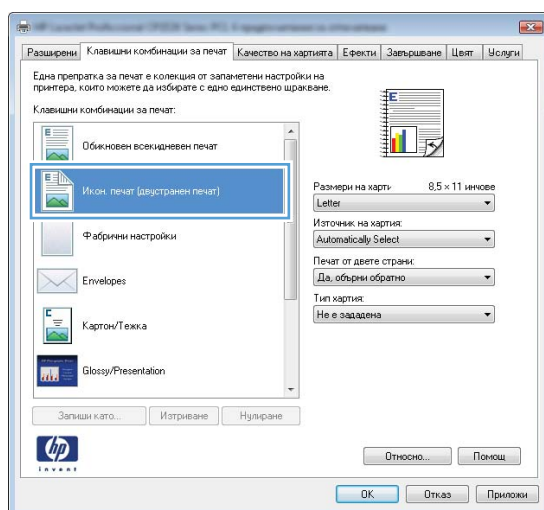 Разширени
Клавишни комбинации за печат
Качество на хартията
Ефекти
Завършване
Цвят
Услуги
Една препратка за печат е колекция от запаметени настройки на
принтера, които можете да избирате с едно единствено щракване.
Клавишни комбинации за печат:
Обикновен всекидневен печат
Икон. печат (двустранен печат)
Фабрични настройки
Envelopes
Картон/Тежка
Glossy/Presentation
Запиши като...
Изтриване
Нулиране
Размери на харти
8,5 × 11 инчове
Letter
Източник на хартия:
Automatically Select
Печат от двете страни:
Да, обърни обратно
Тип хартия:
Не е зададена
hp
invent
Относно...
Помощ
OK
Отказ
Приложи